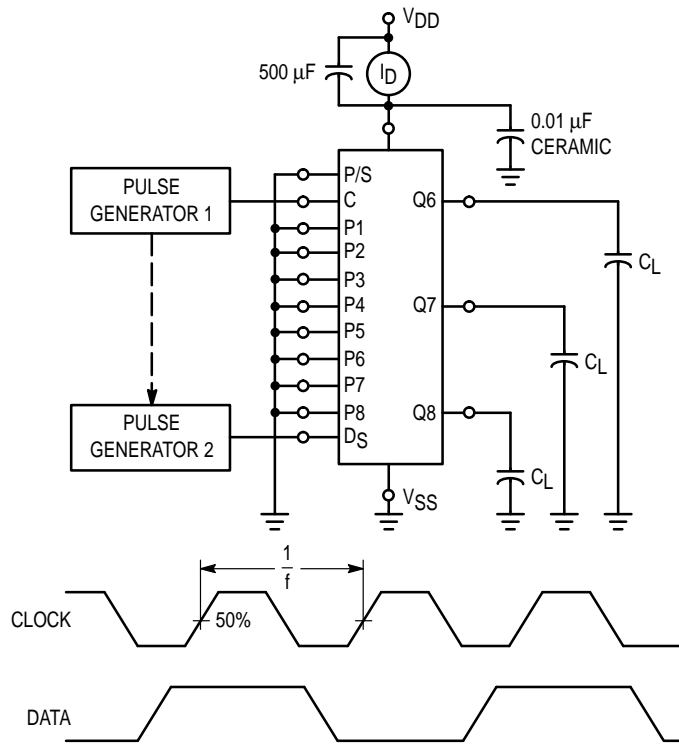 VDD
500 µF
ID
0.01 µF
CERAMIC
PULSE
GENERATOR 1
P/S
C
P1
P2
P3
P4
P5
P6
P7
P8
DS
Q6
Q7
Q8
CL
CL
CL
PULSE
GENERATOR 2
VSS
1
f
CLOCK
50%
DATA